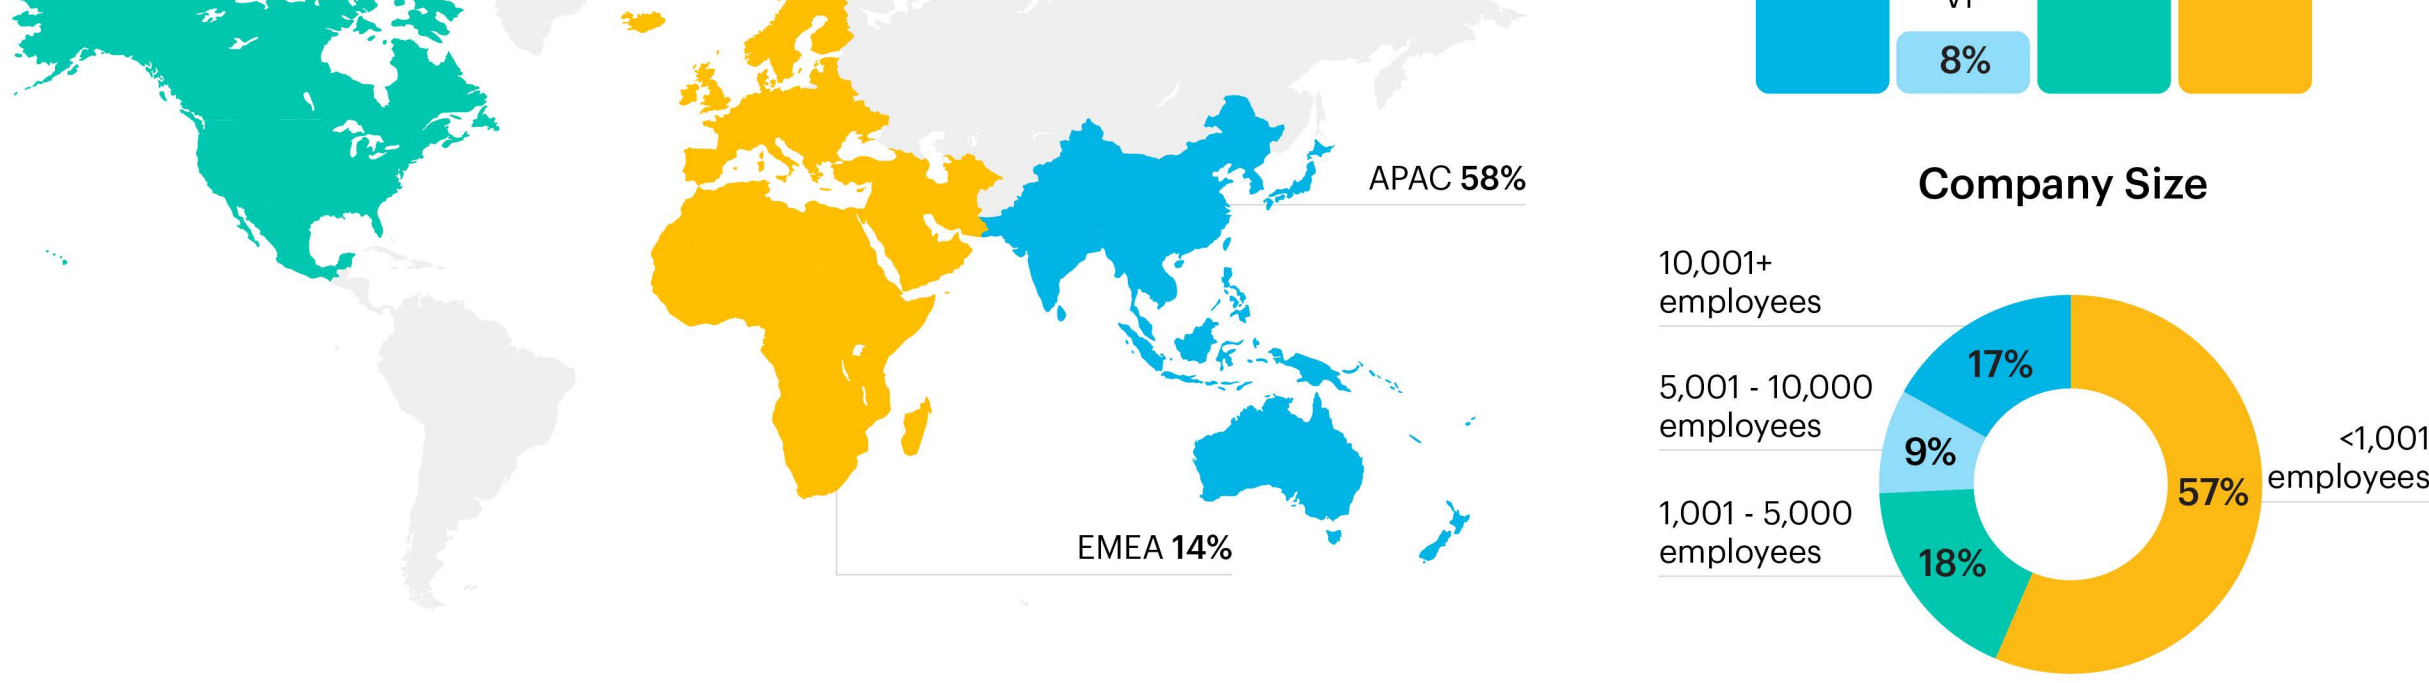 8%
APAC 58%
EMEA 14%
Company Size
10,001+
employees
17%
5,001 - 10,000
employees
9%
1,001 - 5,000
employees
18%
57%
<1,001
employees